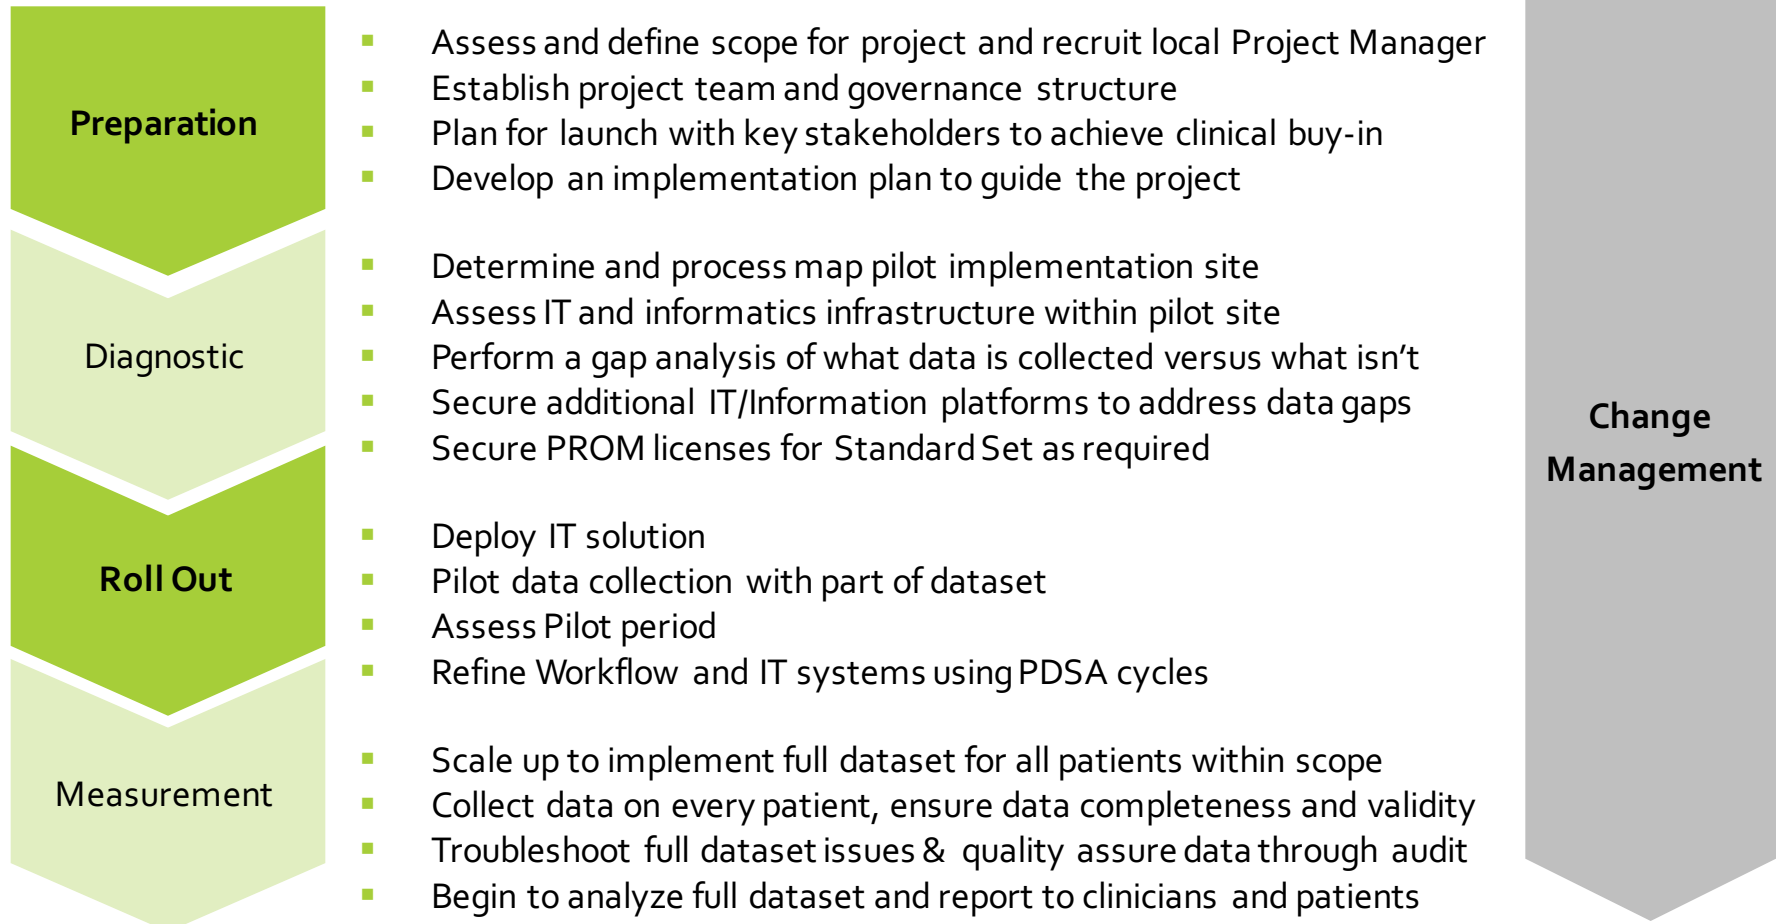 Preparation
▪ Assess and define scope for project and recruit local Project Manager
▪ Establish project team and governance structure
▪ Plan for launch with key stakeholders to achieve clinical buy-in
▪ Develop an implementation plan to guide the project
Diagnostic
▪ Determine and process map pilot implementation site
▪ Assess IT and informatics infrastructure within pilot site
▪ Perform a gap analysis of what data is collected versus what isn’t
▪ Secure additional IT/Information platforms to address data gaps
▪ Secure PROM licenses for Standard Set as required
Roll Out
▪ Deploy IT solution
▪ Pilot data collection with part of dataset
▪ Assess Pilot period
▪ Refine Workflow and IT systems using PDSA cycles
Measurement
▪ Scale up to implement full dataset for all patients within scope
▪ Collect data on every patient, ensure data completeness and validity
▪ Troubleshoot full dataset issues & quality assure data through audit
▪ Begin to analyze full dataset and report to clinicians and patients
Change
Management